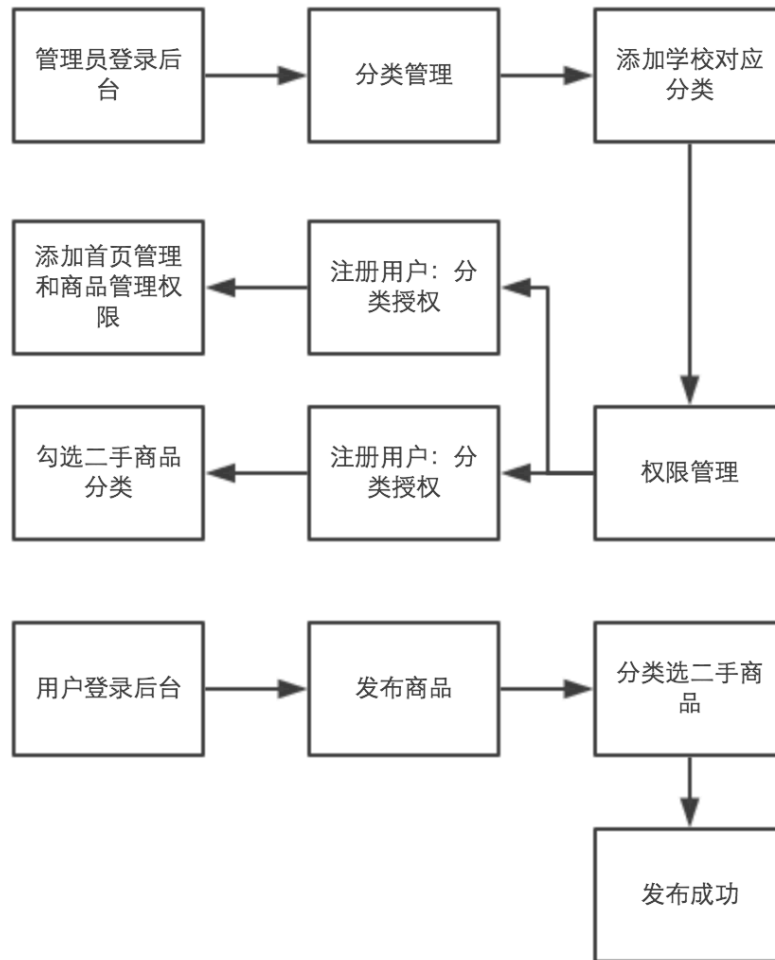 管理员登录后
台
分类管理
添加学校对应
分类
添加首页管理
和商品管理权
限
注册用户：分
类授权
勾选二手商品
分类
注册用户：分
类授权
权限管理
用户登录后台
发布商品
分类选二手商
品
发布成功